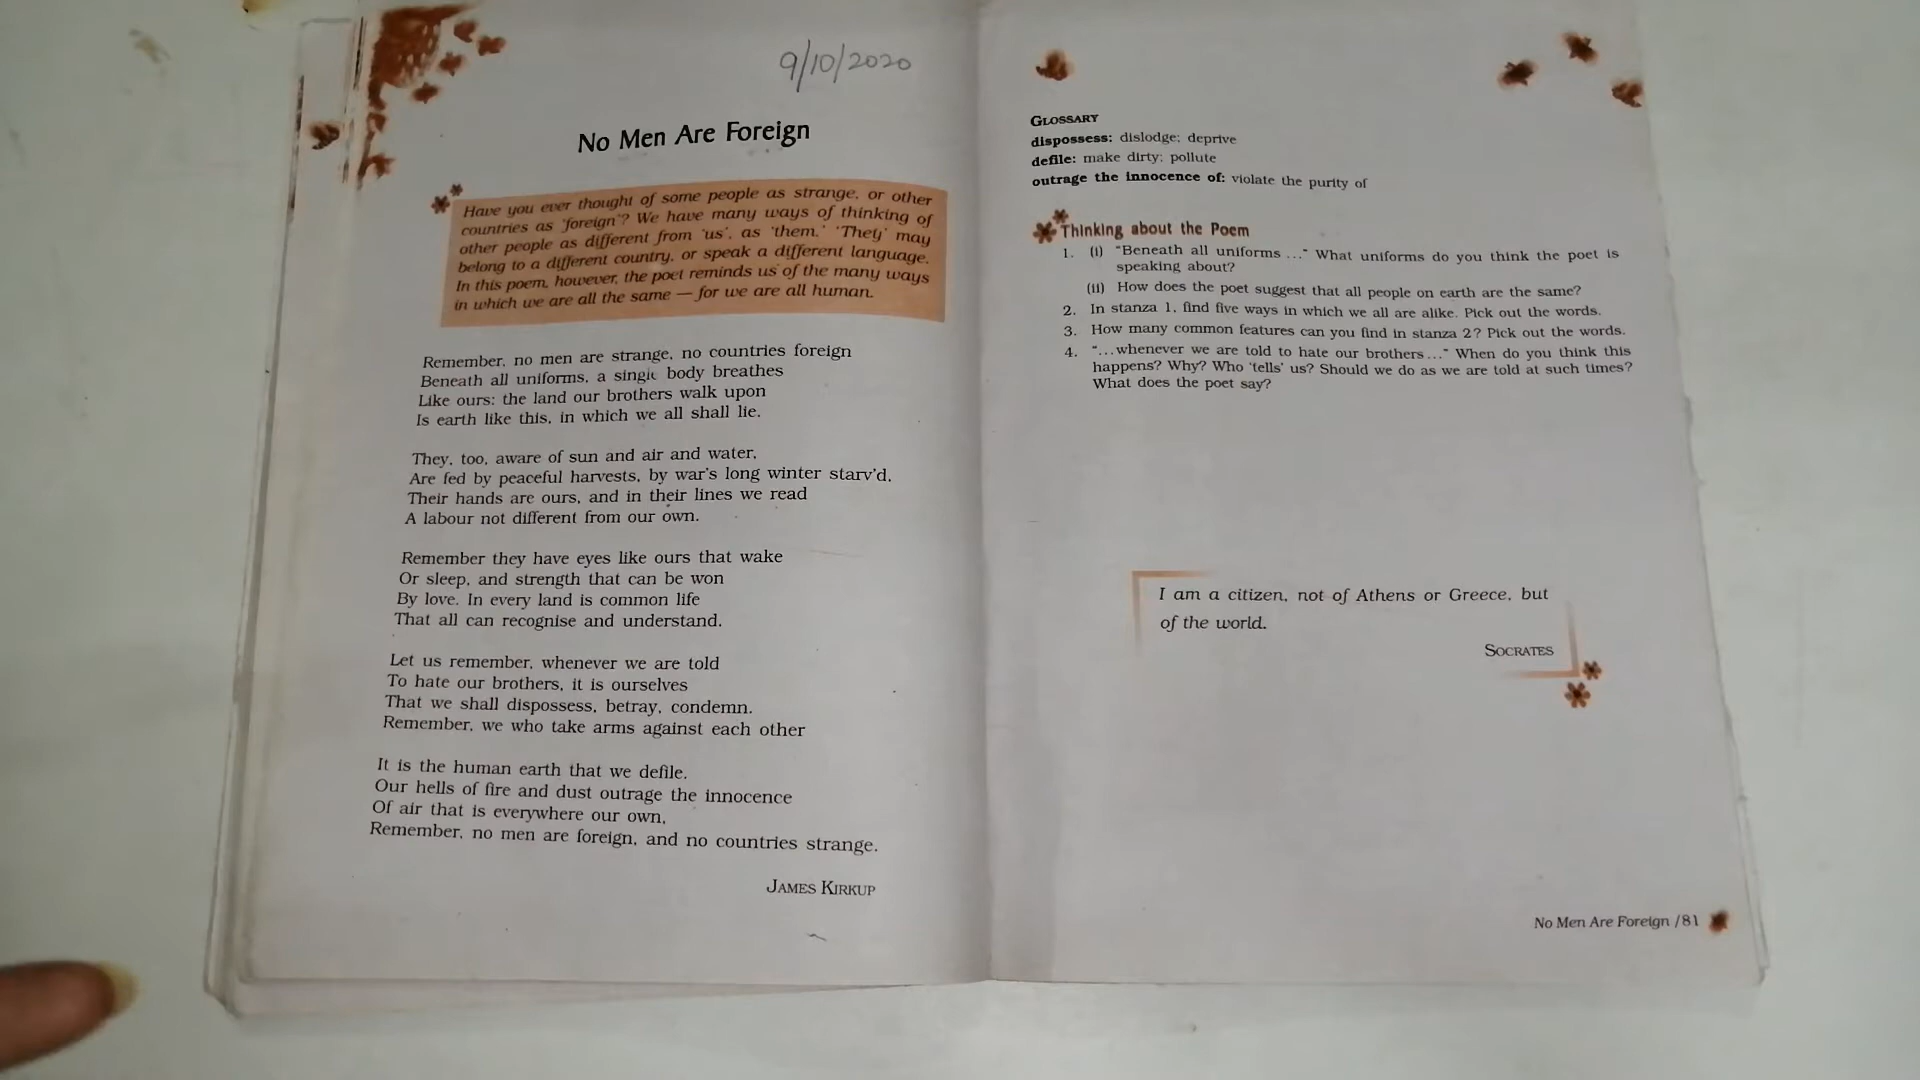 9/10/2020
No Men Are Foreign
Have you ever thought of some people as strange, or other
countries as 'foreign'? We have many ways of thinking of
other people as different from 'us', as 'them.' 'They' may
belong to a different country, or speak a different language.
In this poem, however, the poet reminds us of the many ways
in which we are all the same — for we are all human.
Remember, no men are strange, no countries foreign
Beneath all uniforms, a single body breathes
Like ours: the land our brothers walk upon
Is earth like this, in which we all shall lie.
They, too, aware of sun and air and water,
Are fed by peaceful harvests, by war's long winter starv'd,
Their hands are ours, and in their lines we read
A labour not different from our own.
Remember they have eyes like ours that wake
Or sleep, and strength that can be won
By love. In every land is common life
That all can recognise and understand.
Let us remember, whenever we are told
To hate our brothers, it is ourselves
That we shall dispossess, betray, condemn.
Remember, we who take arms against each other
It is the human earth that we defile.
Our hells of fire and dust outrage the innocence
Of air that is everywhere our own,
Remember, no men are foreign, and no countries strange.
JAMES KIRKUP
GLOSSARY
dispossess: dislodge; deprive
defile: make dirty; pollute
outrage the innocence of: violate the purity of
Thinking about the Poem
1. (i) "Beneath all uniforms ..." What uniforms do you think the poet is
speaking about?
(ii) How does the poet suggest that all people on earth are the same?
2. In stanza 1, find five ways in which we all are alike. Pick out the words.
3. How many common features can you find in stanza 2? Pick out the words.
4. "...whenever we are told to hate our brothers ..." When do you think this
happens? Why? Who 'tells' us? Should we do as we are told at such times?
What does the poet say?
I am a citizen, not of Athens or Greece, but
of the world.
SOCRATES
No Men Are Foreign /81